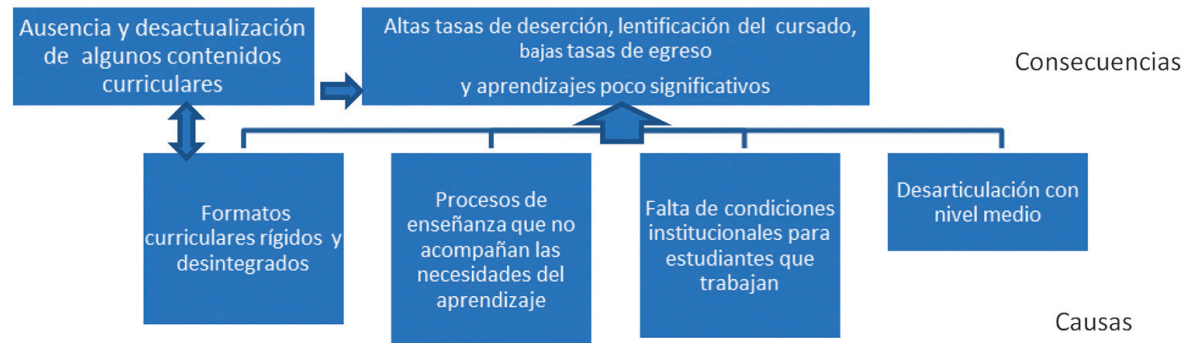 Ausencia y desactualización
de algunos contenidos
curriculares
Altas tasas de deserción, lentificación del cursado,
bajas tasas de egreso
y aprendizajes poco significativos
Consecuencias
Formatos
curriculares rígidos y
desintegrados
Procesos de
enseñanza que no
acompañan las
necesidades del
aprendizaje
Falta de condiciones
institucionales para
estudiantes que
trabajan
Desarticulación con
nivel medio
Causas